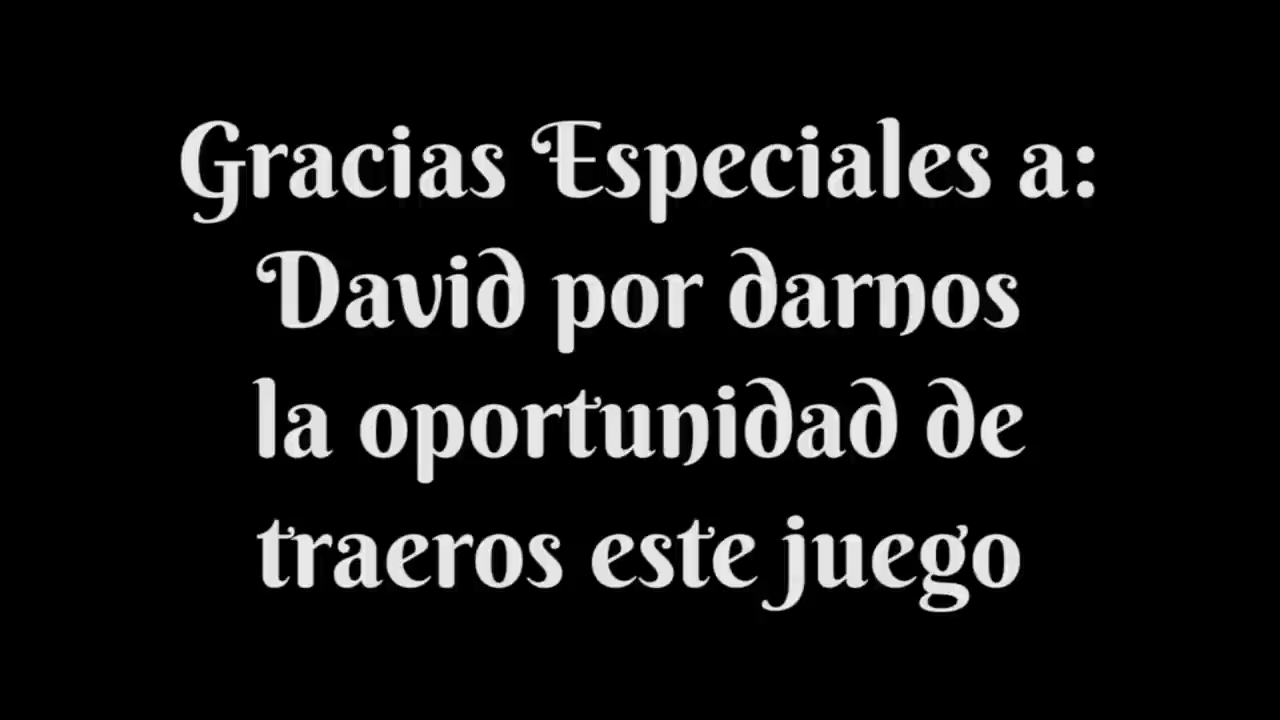 Gracias Especiales a:
David por darnos
la oportunidad de
traeros este juego